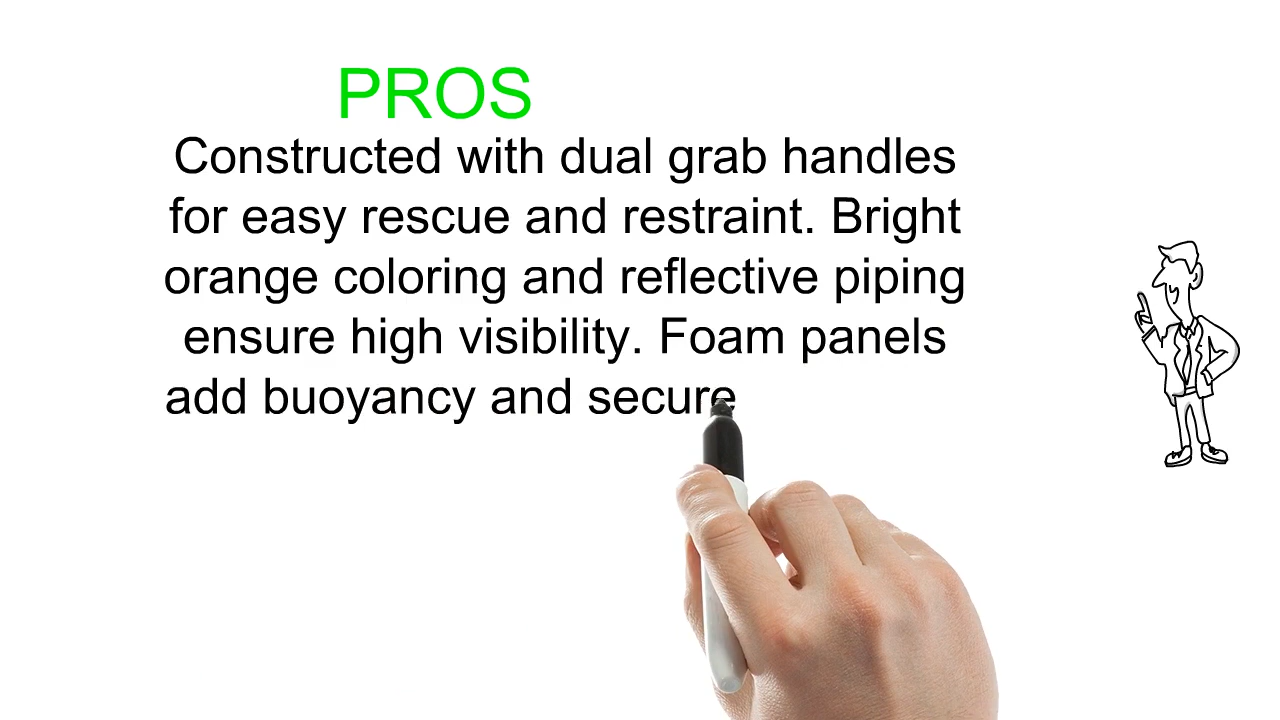 PROS
Constructed with dual grab handles
for easy rescue and restraint. Bright
orange coloring and reflective piping
ensure high visibility. Foam panels
add buoyancy and secure